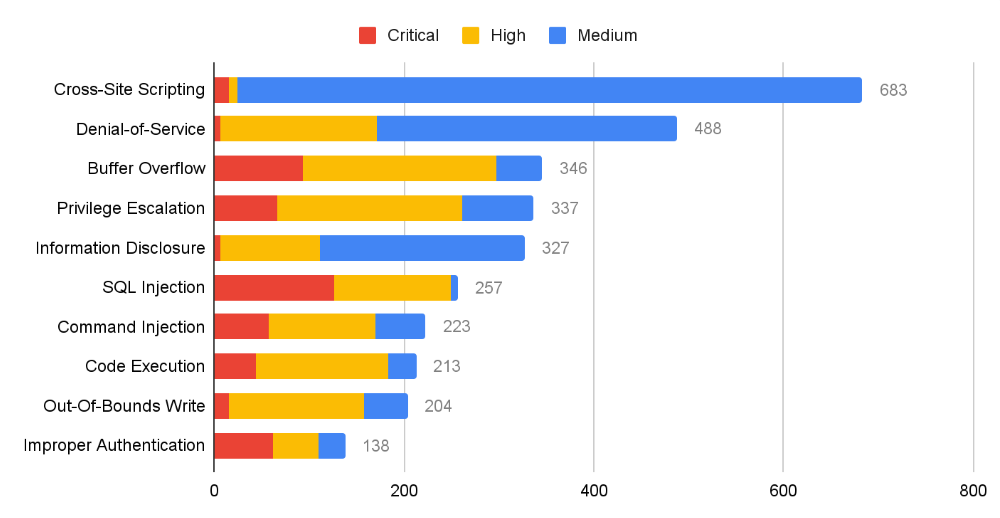 Critical High Medium
Cross-Site Scripting 683
Denial-of-Service 488
Buffer Overflow 346
Privilege Escalation 337
Information Disclosure 327
SQL Injection 257
Command Injection 223
Code Execution 213
Out-Of-Bounds Write 204
Improper Authentication 138
0 200 400 600 800